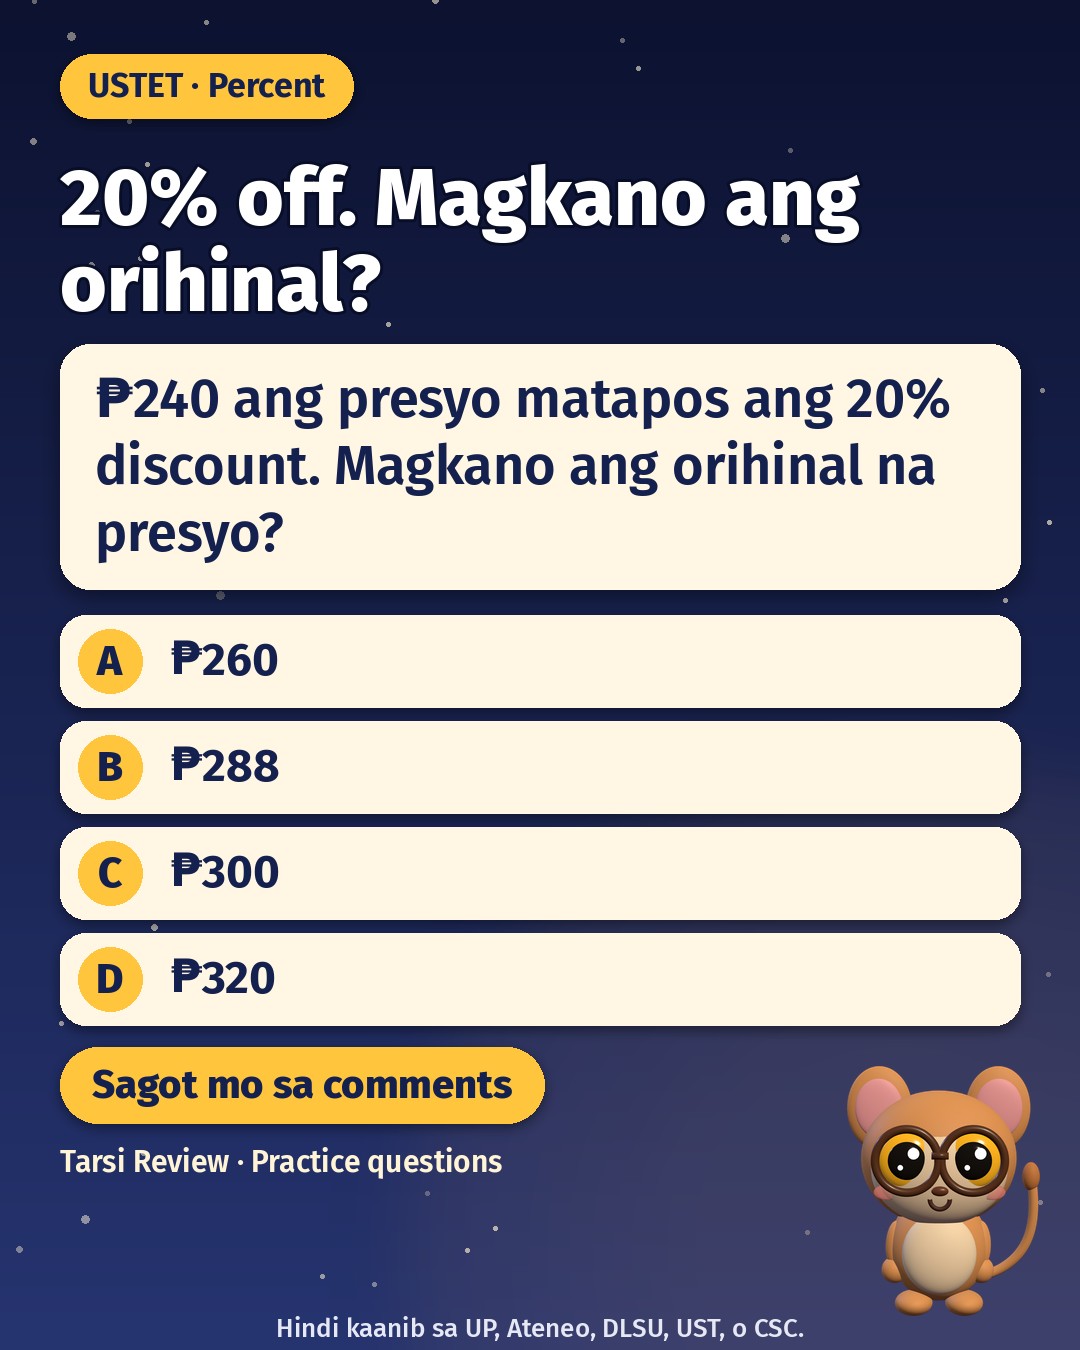 USTET · Percent
20% off. Magkano ang
orihinal?
₱240 ang presyo matapos ang 20%
discount. Magkano ang orihinal na
presyo?
A ₱260
B ₱288
C ₱300
D ₱320
Sagot mo sa comments
Tarsi Review · Practice questions
Hindi kaanib sa UP, Ateneo, DLSU, UST, o CSC.